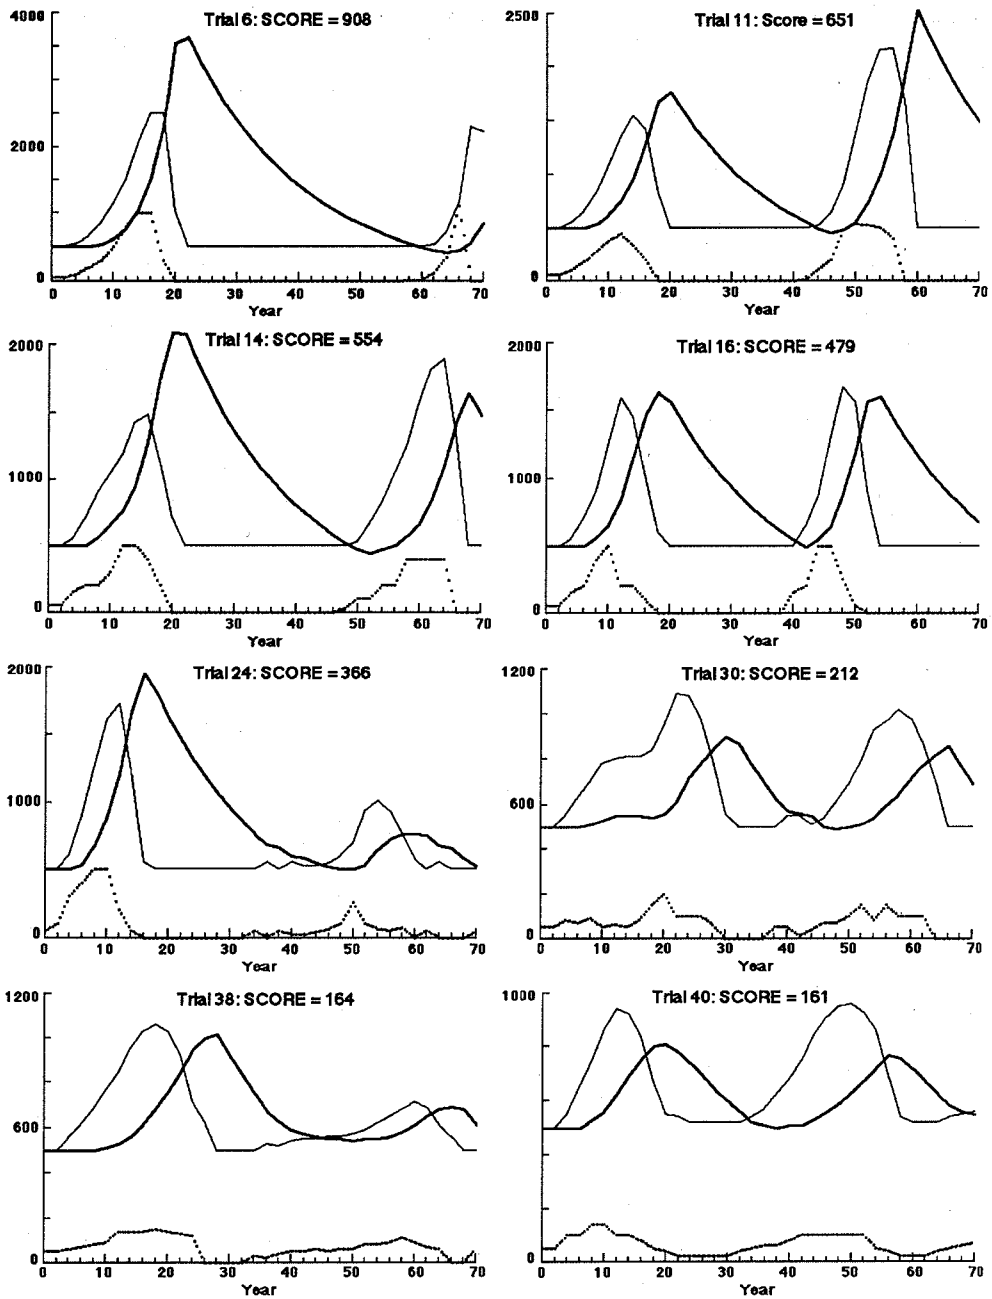 Trial 6: SCORE = 908
4000
2000
0
0 10 20 30 40 50 60 70
Year
Trial 11: Score = 651
2500
1250
0
0 10 20 30 40 50 60 70
Year
Trial 14: SCORE = 554
2000
1000
0
0 10 20 30 40 50 60 70
Year
Trial 16: SCORE = 479
2000
1000
0
0 10 20 30 40 50 60 70
Year
Trial 24: SCORE = 366
2000
1000
0
0 10 20 30 40 50 60 70
Year
Trial 30: SCORE = 212
1200
600
0
0 10 20 30 40 50 60 70
Year
Trial 38: SCORE = 164
1200
600
0
0 10 20 30 40 50 60 70
Year
Trial 40: SCORE = 161
1000
500
0
0 10 20 30 40 50 60 70
Year